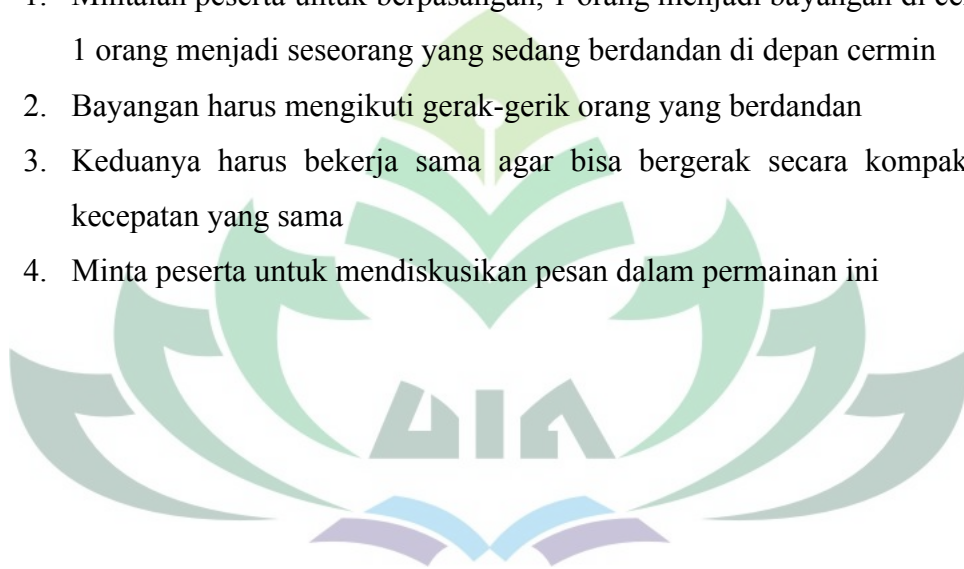 1. Mintalah peserta untuk berpasangan, 1 orang menjadi bayangan di
1 orang menjadi seseorang yang sedang berdandan di depan cermin
2. Bayangan harus mengikuti gerak-gerik orang yang berdandan
3. Keduanya harus bekerja sama agar bisa bergerak secara kompak
kecepatan yang sama
4. Minta peserta untuk mendiskusikan pesan dalam permainan ini
UIN